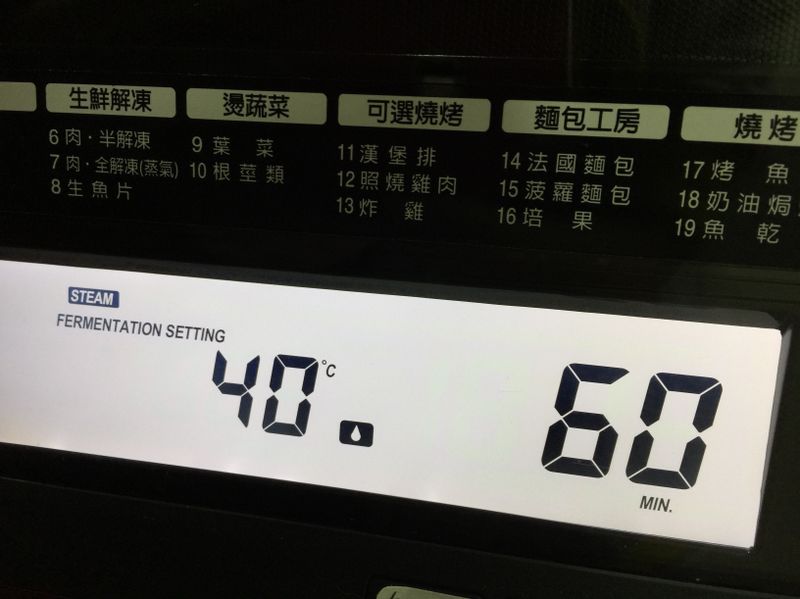 生鮮解凍
6 肉・半解凍
7 肉・全解凍(蒸氣)
8 生魚片
燙蔬菜
9 葉菜
10 根莖類
可選燒烤
11 漢堡排
12 照燒雞肉
13 炸雞
麵包工房
14 法國麵包
15 菠蘿麵包
16 培果
燒烤
17 烤魚
18 奶油焗
19 魚乾
STEAM
FERMENTATION SETTING
40 °C
60
MIN.